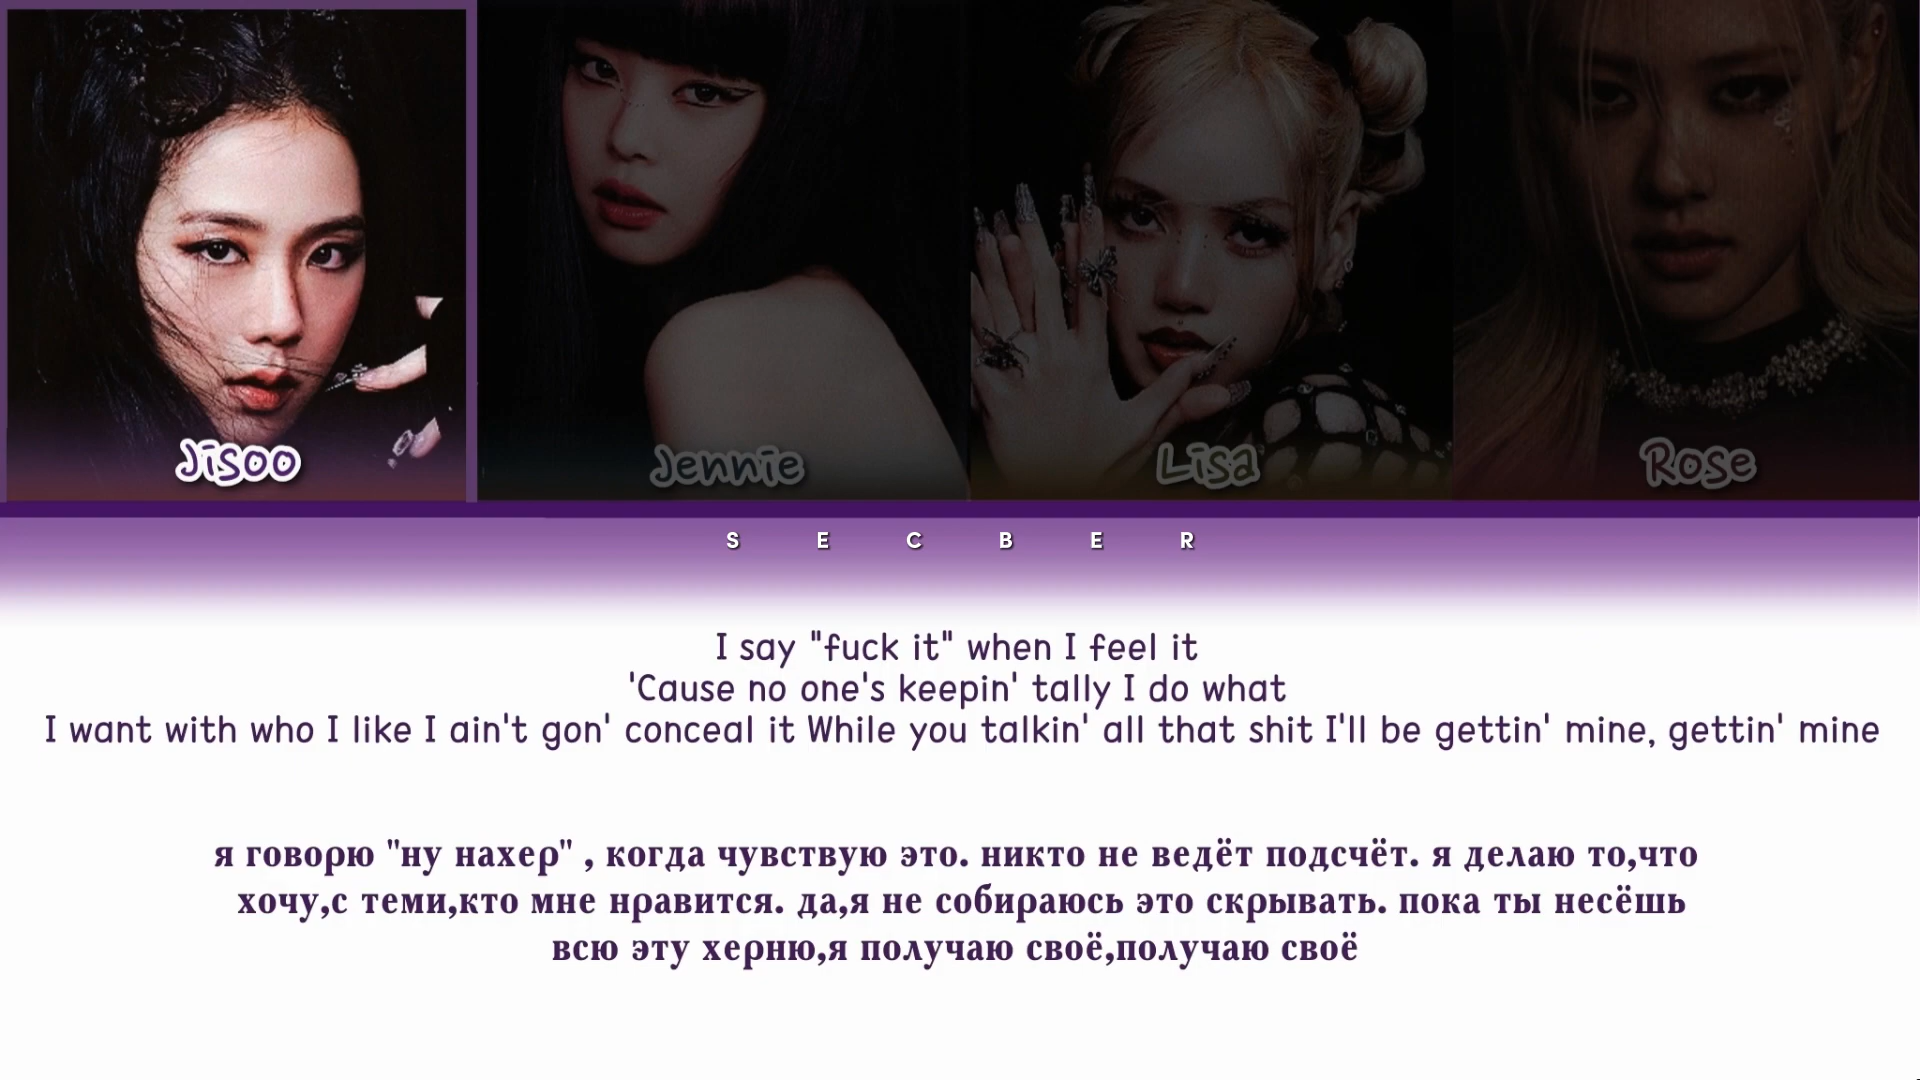 Jisoo
Jennie
Lisa
Rose
S E C B E R
I say "fuck it" when I feel it
'Cause no one's keepin' tally I do what
I want with who I like I ain't gon' conceal it While you talkin' all that shit I'll be gettin' mine, gettin' mine
я говорю "ну нахер" , когда чувствую это. никто не ведёт подсчёт. я делаю то,что
хочу,с теми,кто мне нравится. да,я не собираюсь это скрывать. пока ты несёшь
всю эту херню,я получаю своё,получаю своё